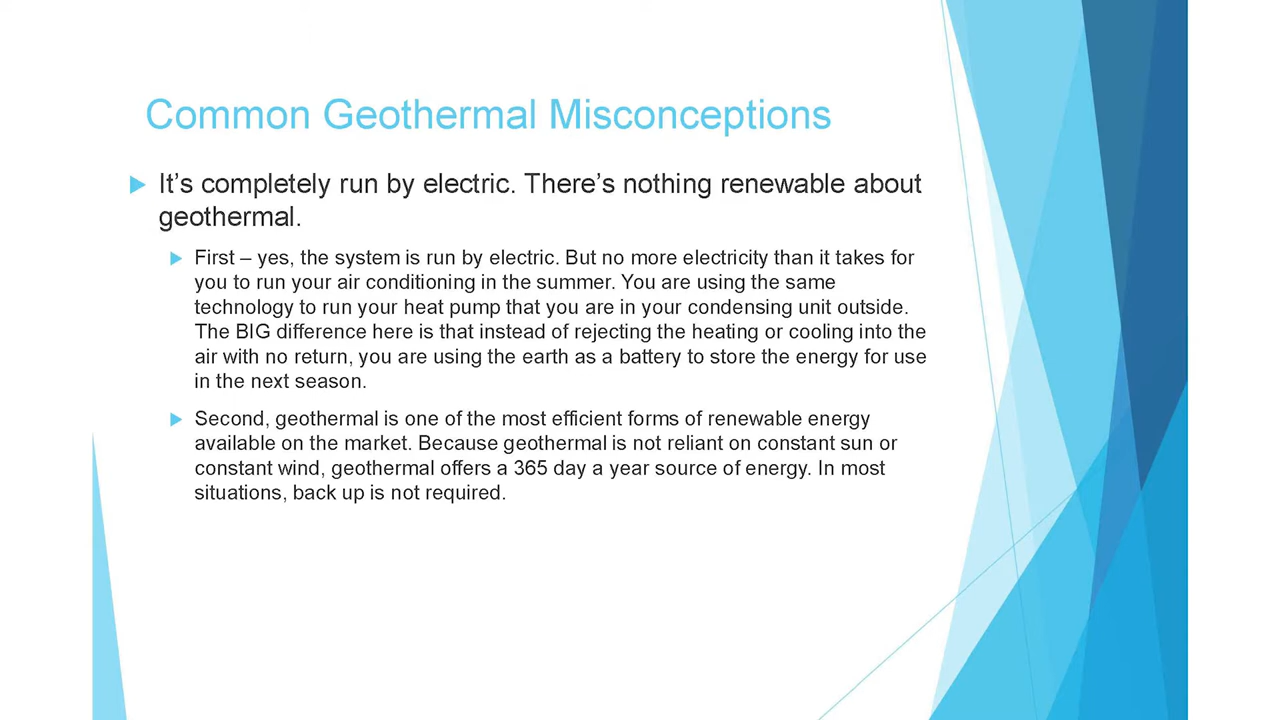 Common Geothermal Misconceptions
It’s completely run by electric. There’s nothing renewable about
geothermal.
First – yes, the system is run by electric. But no more electricity than it takes for
you to run your air conditioning in the summer. You are using the same
technology to run your heat pump that you are in your condensing unit outside.
The BIG difference here is that instead of rejecting the heating or cooling into the
air with no return, you are using the earth as a battery to store the energy for use
in the next season.
Second, geothermal is one of the most efficient forms of renewable energy
available on the market. Because geothermal is not reliant on constant sun or
constant wind, geothermal offers a 365 day a year source of energy. In most
situations, back up is not required.